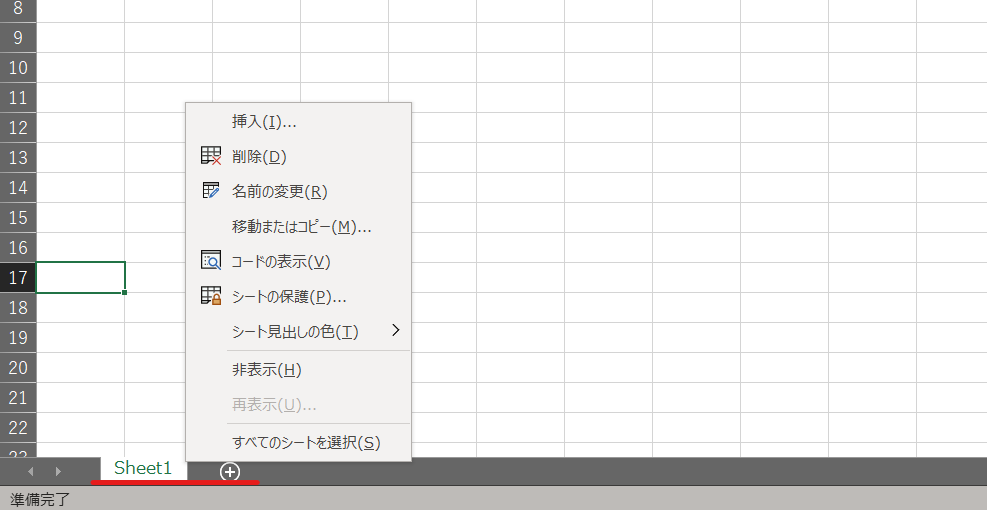 8
9
10
11
12
13
14
15
16
17
18
19
20
21
22
23
挿入(I)...
削除(D)
名前の変更(R)
移動またはコピー(M)...
コードの表示(V)
シートの保護(P)...
シート見出しの色(T)
非表示(H)
再表示(U)...
すべてのシートを選択(S)
Sheet1
準備完了